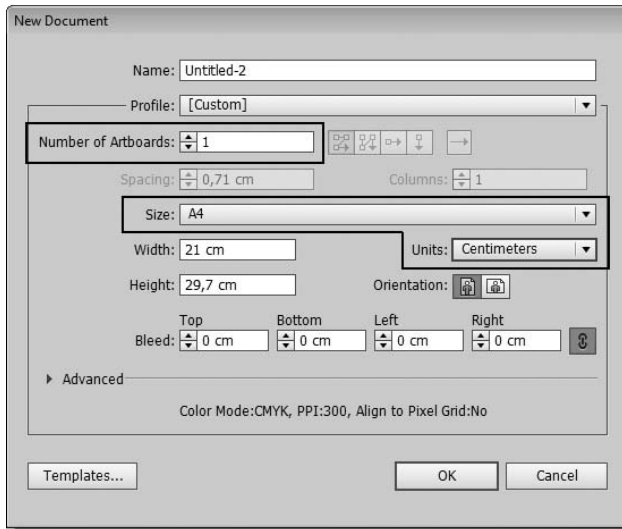 New Document
Name: Untitled-2
Profile: [Custom]
Number of Artboards: 1
Spacing: 0,71 cm Columns: 1
Size: A4
Width: 21 cm Units: Centimeters
Height: 29,7 cm Orientation:
Top Bottom Left Right
Bleed: 0 cm 0 cm 0 cm 0 cm
Advanced
Color Mode:CMYK, PPI:300, Align to Pixel Grid:No
Templates... OK Cancel